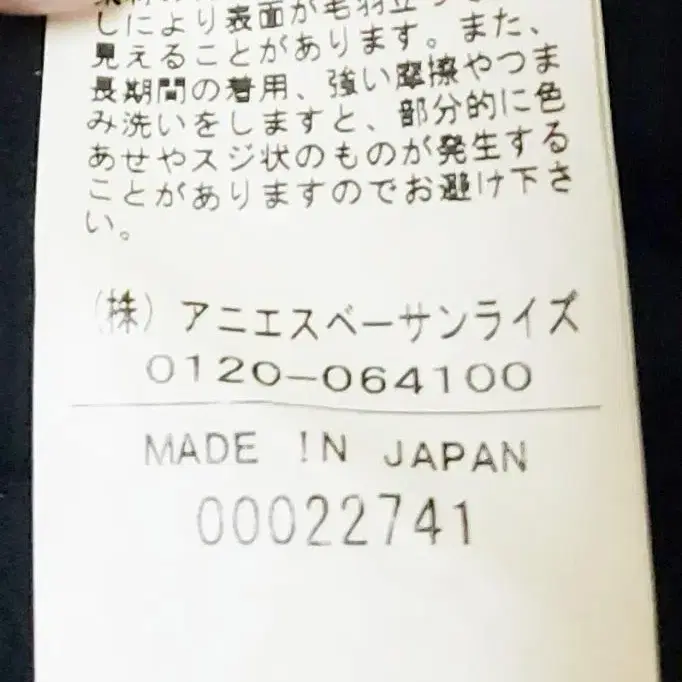 しにより表面が毛羽立
見えることがあります。また、
長期間の着用、強い摩擦やつま
み洗いをしますと、部分的に色
あせやスジ状のものが発生する
ことがありますのでお避け下さ
い。
(株)アニエスベーサンライズ
0120-064100
MADE IN JAPAN
00022741